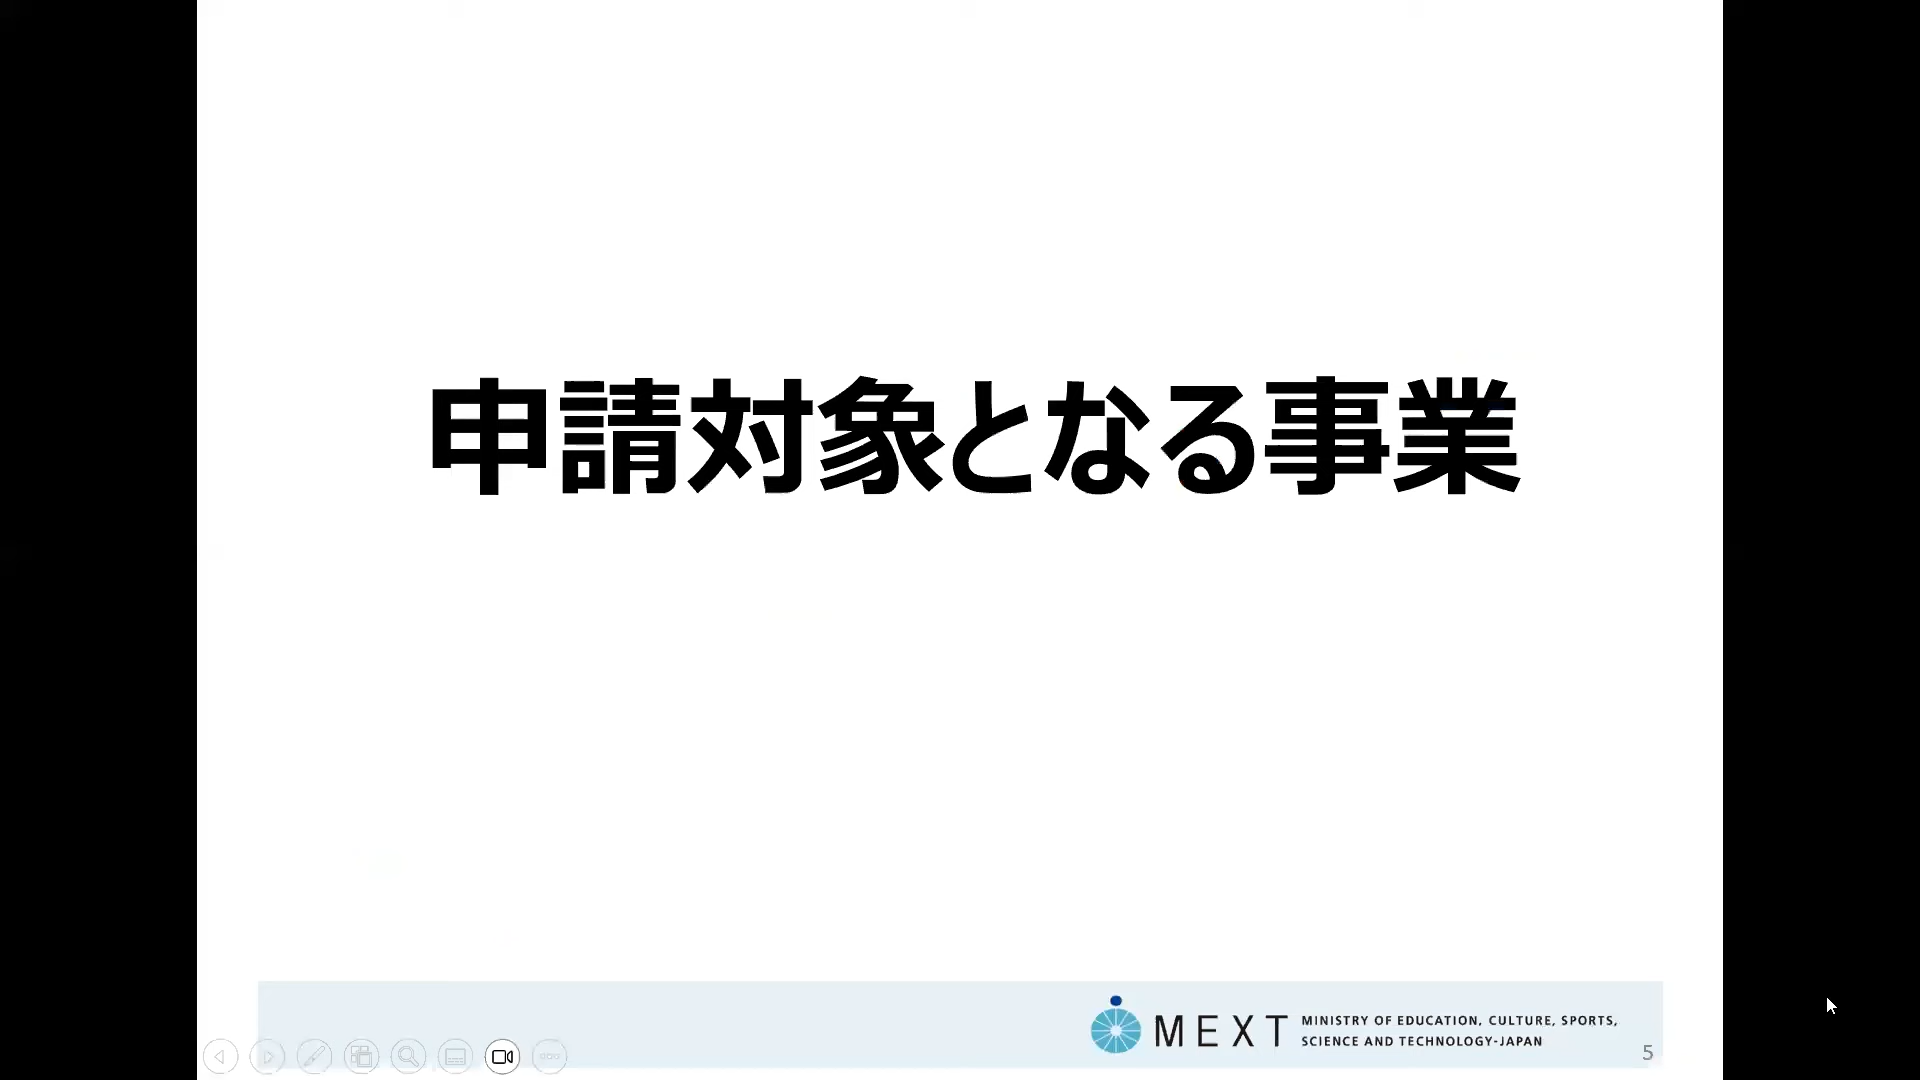 申請対象となる事業
MEXT
MINISTRY OF EDUCATION, CULTURE, SPORTS,
SCIENCE AND TECHNOLOGY-JAPAN
5